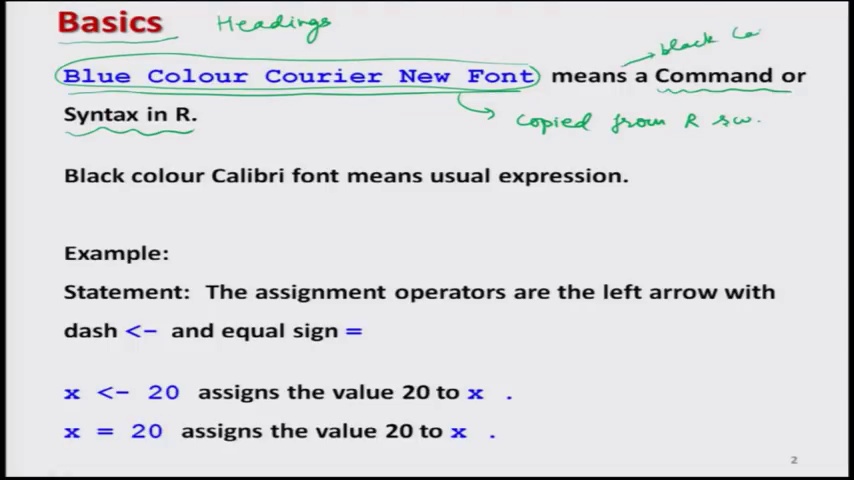 Basics Headings
black Ca
Blue Colour Courier New Font means a Command or
Syntax in R.
copied from R sw.
Black colour Calibri font means usual expression.
Example:
Statement: The assignment operators are the left arrow with
dash <- and equal sign =
x <- 20 assigns the value 20 to x .
x = 20 assigns the value 20 to x .
2